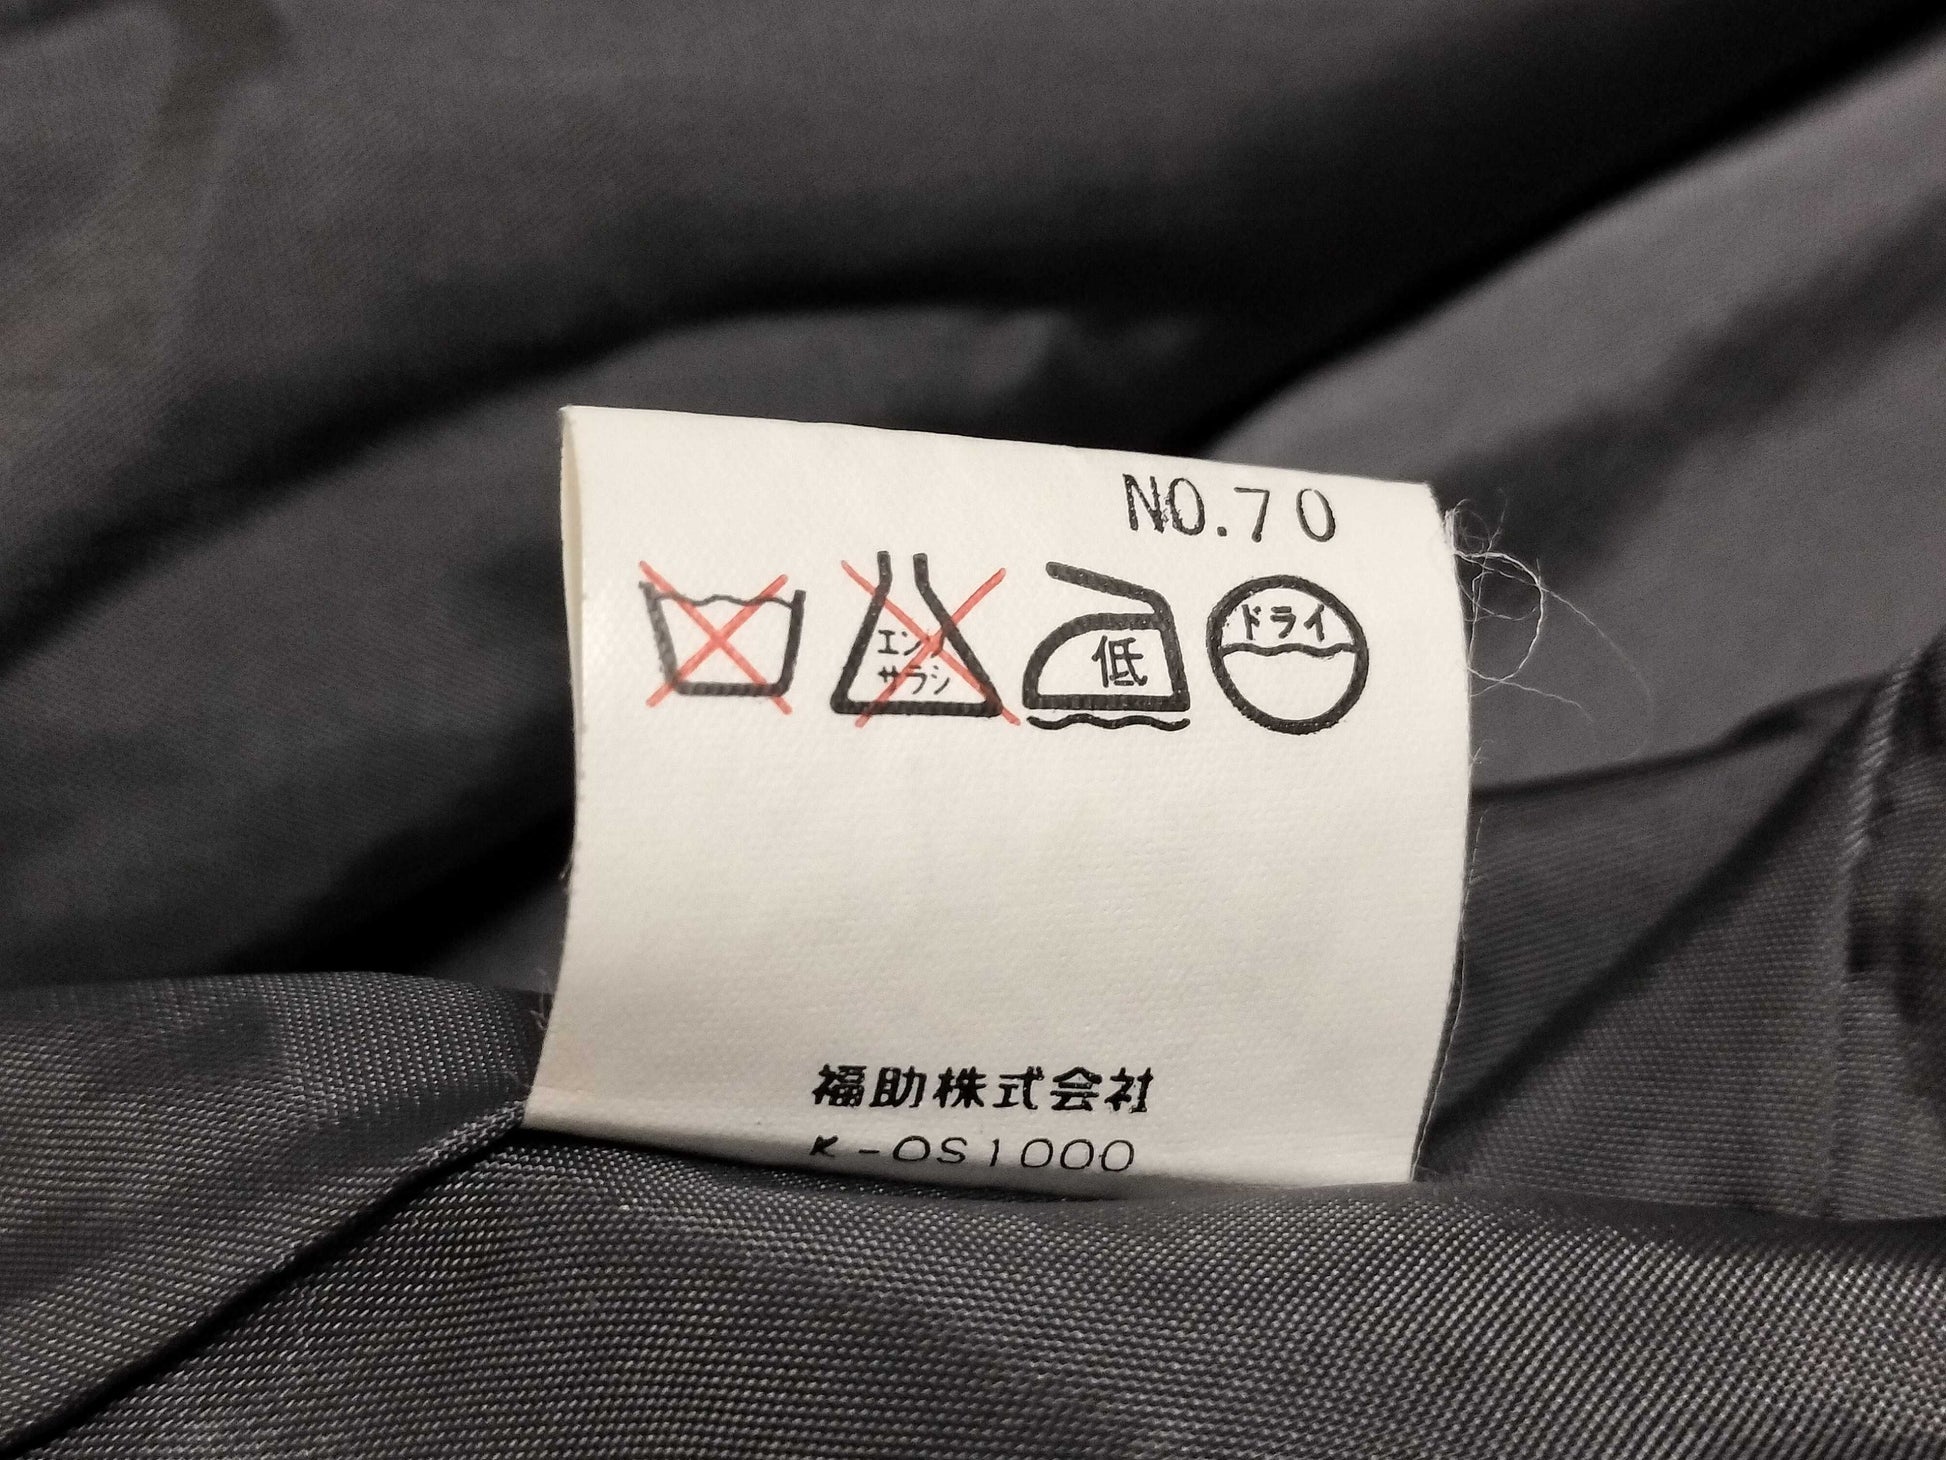 NO.70
エンソ
サラシ
低
ドライ
福助株式会社
K-OS1000